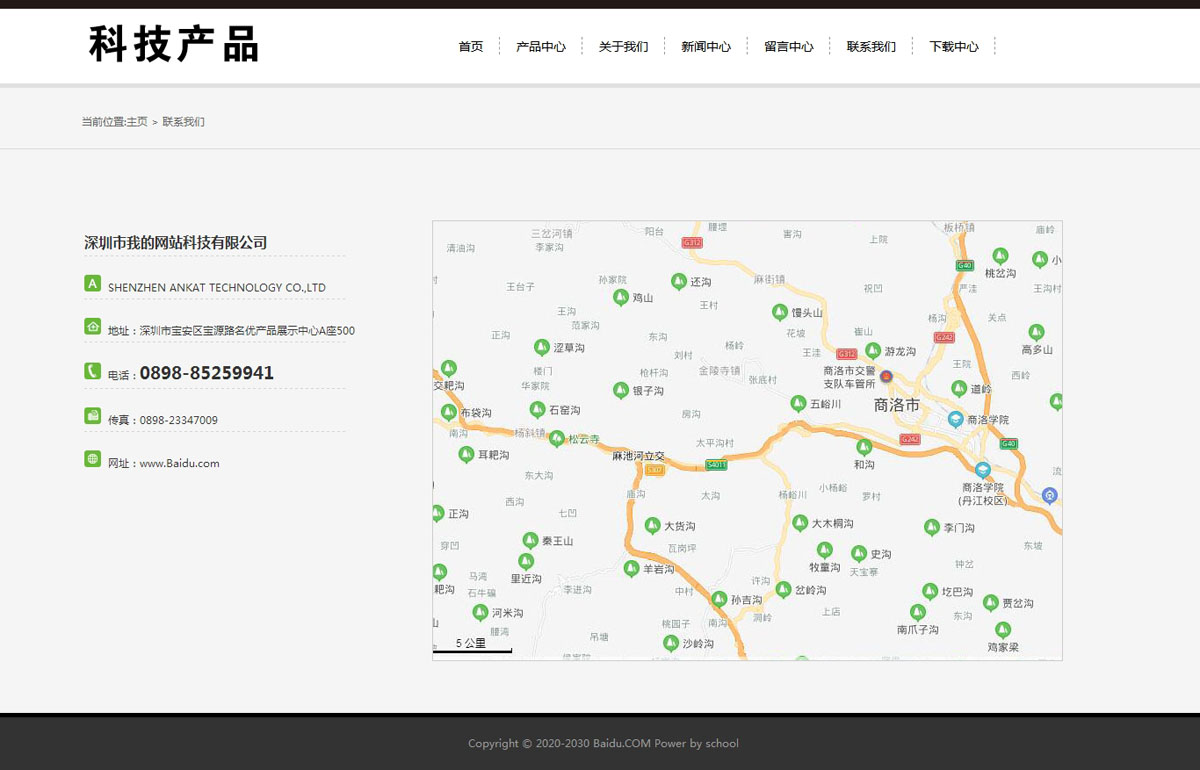 科技产品
首页
产品中心
关于我们
新闻中心
留言中心
联系我们
下载中心
当前位置:主页 > 联系我们
深圳市我的网站科技有限公司
A SHENZHEN ANKAT TECHNOLOGY CO.,LTD
地址：深圳市宝安区宝源路名优产品展示中心A座500
电话：0898-85259941
传真：0898-23347009
网址：www.Baidu.com
三岔河镇
阳台
腰埋
害沟
上院
板桥镇
庙岭
清油沟
李家沟
G312
G40
桃岔沟
小
王台子
孙家院
还沟
麻街镇
祝凹
严洼
王沟村
鸡山
王村
馒头山
王沟
范家沟
杨沟
关点
正沟
东沟
花坡
崔山
G242
高多山
涩草沟
刘村
杨岭
王洼
G312
游龙沟
王院
楼门
枪杆沟
金陵寺镇
张底村
商洛市交警
支队车管所
西岭
交耙沟
华家院
银子沟
道岭
布袋沟
石窑沟
房沟
五峪川
商洛市
商洛学院
南沟
杨斜镇
松云寺
太平沟村
G242
G40
耳耙沟
麻池河立交
S307
S4011
和沟
东大沟
商洛学院
(丹江校区)
流
西沟
庙沟
太沟
杨峪川
小杨峪
罗村
正沟
七凹
大货沟
大木桐沟
李门沟
穿凹
秦王山
瓦岗坪
牧童沟
史沟
东坡
里近沟
羊岩沟
天宝寨
钟岔
耙沟
马湾
石牛碥
李进沟
中村
许沟
岔岭沟
圪巴沟
贾岔沟
河米沟
孙吉沟
上店
东沟
腰湾
桃园子
南沟
洞岭
南爪子沟
吊塘
沙岭沟
鸡家梁
5 公里
Copyright © 2020-2030 Baidu.COM Power by school